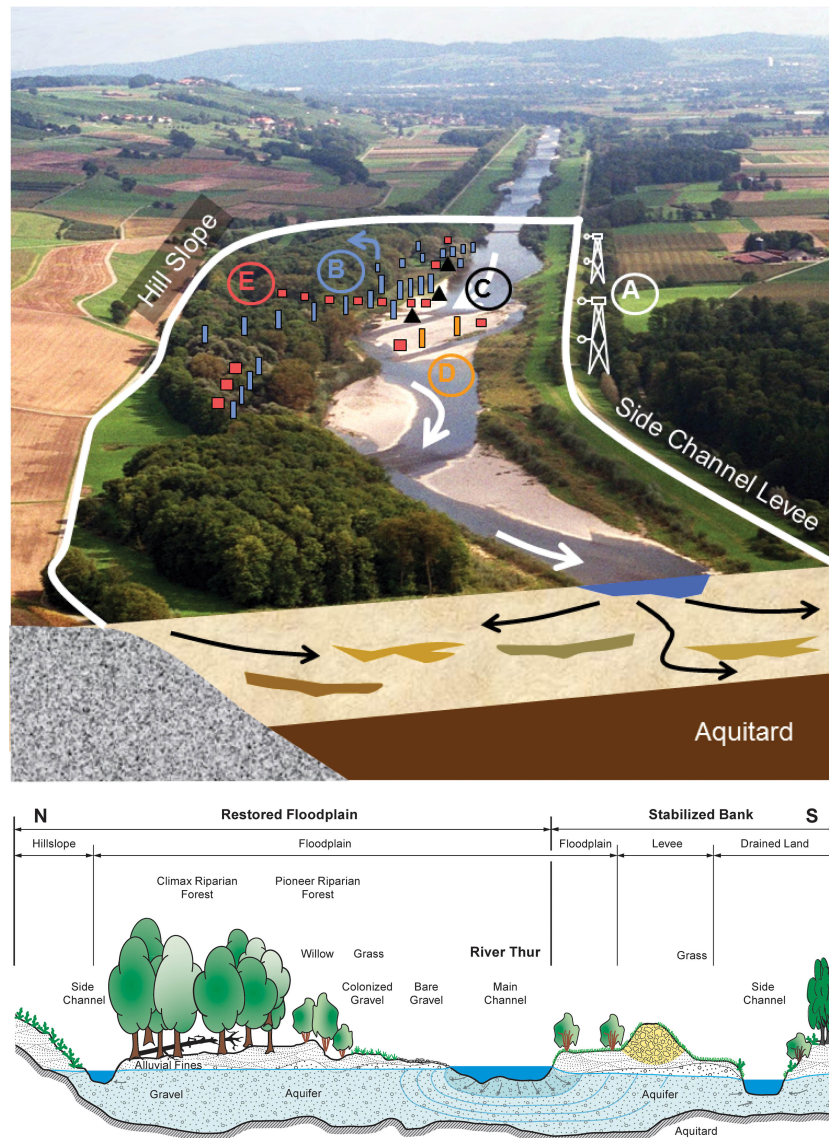 Hill Slope
E
B
C
A
D
Side Channel Levee
Aquitard
N
Restored Floodplain
Stabilized Bank
S
Hillslope
Floodplain
Floodplain
Levee
Drained Land
Climax Riparian
Forest
Pioneer Riparian
Forest
Willow
Grass
River Thur
Grass
Side
Channel
Colonized
Gravel
Bare
Gravel
Main
Channel
Side
Channel
Alluvial Fines
Gravel
Aquifer
Aquifer
Aquitard